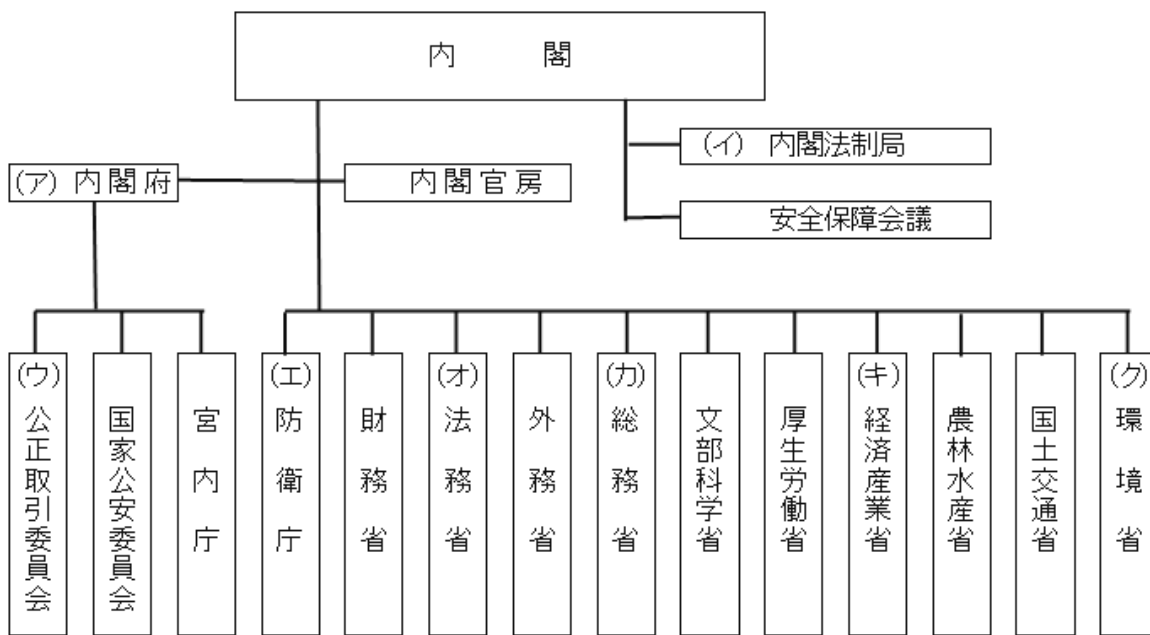 内閣
(イ) 内閣法制局
(ア) 内閣府
内閣官房
安全保障会議
(ウ) 公正取引委員会
国家公安委員会
宮内庁
(エ) 防衛庁
財務省
(オ) 法務省
外務省
(カ) 総務省
文部科学省
厚生労働省
(キ) 経済産業省
農林水産省
国土交通省
(ク) 環境省